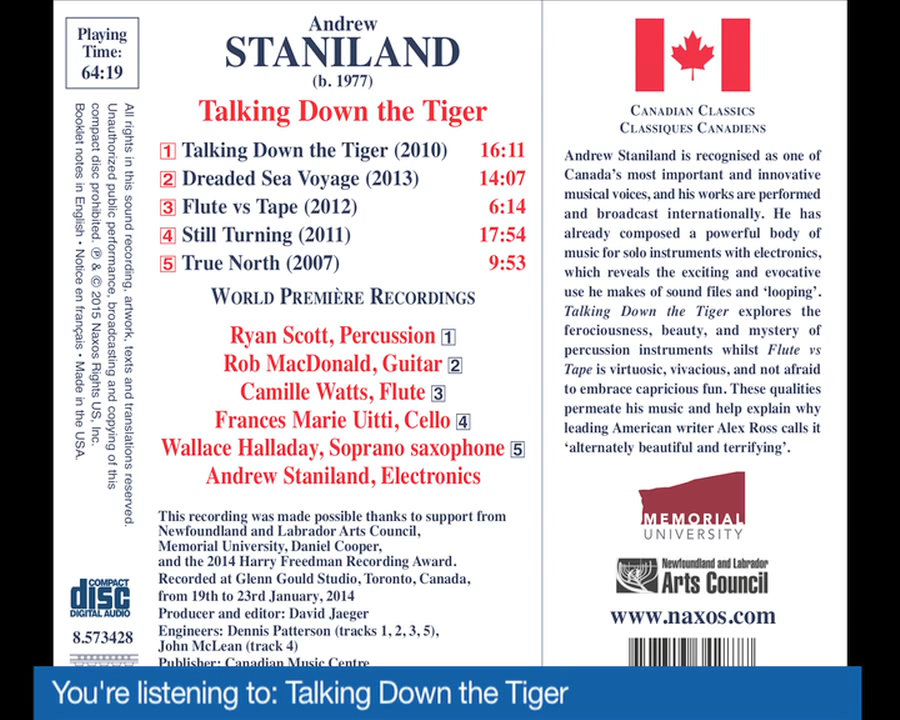 Playing
Time:
64:19
All rights in this sound recording, artwork, texts and translations reserved.
Unauthorized public performance, broadcasting and copying of this
compact disc prohibited. ℗ & © 2015 Naxos Rights US, Inc.
Booklet notes in English • Notice en français • Made in the USA.
COMPACT
disc
DIGITAL AUDIO
8.573428
Andrew
STANILAND
(b. 1977)
Talking Down the Tiger
1 Talking Down the Tiger (2010) 16:11
2 Dreaded Sea Voyage (2013) 14:07
3 Flute vs Tape (2012) 6:14
4 Still Turning (2011) 17:54
5 True North (2007) 9:53
WORLD PREMIÈRE RECORDINGS
Ryan Scott, Percussion 1
Rob MacDonald, Guitar 2
Camille Watts, Flute 3
Frances Marie Uitti, Cello 4
Wallace Halladay, Soprano saxophone 5
Andrew Staniland, Electronics
This recording was made possible thanks to support from
Newfoundland and Labrador Arts Council,
Memorial University, Daniel Cooper,
and the 2014 Harry Freedman Recording Award.
Recorded at Glenn Gould Studio, Toronto, Canada,
from 19th to 23rd January, 2014
Producer and editor: David Jaeger
Engineers: Dennis Patterson (tracks 1, 2, 3, 5),
John McLean (track 4)
Publisher: Canadian Music Centre
CANADIAN CLASSICS
CLASSIQUES CANADIENS
Andrew Staniland is recognised as one of
Canada's most important and innovative
musical voices, and his works are performed
and broadcast internationally. He has
already composed a powerful body of
music for solo instruments with electronics,
which reveals the exciting and evocative
use he makes of sound files and 'looping'.
Talking Down the Tiger explores the
ferociousness, beauty, and mystery of
percussion instruments whilst Flute vs
Tape is virtuosic, vivacious, and not afraid
to embrace capricious fun. These qualities
permeate his music and help explain why
leading American writer Alex Ross calls it
'alternately beautiful and terrifying'.
MEMORIAL
UNIVERSITY
Newfoundland and Labrador
Arts Council
www.naxos.com
You're listening to: Talking Down the Tiger